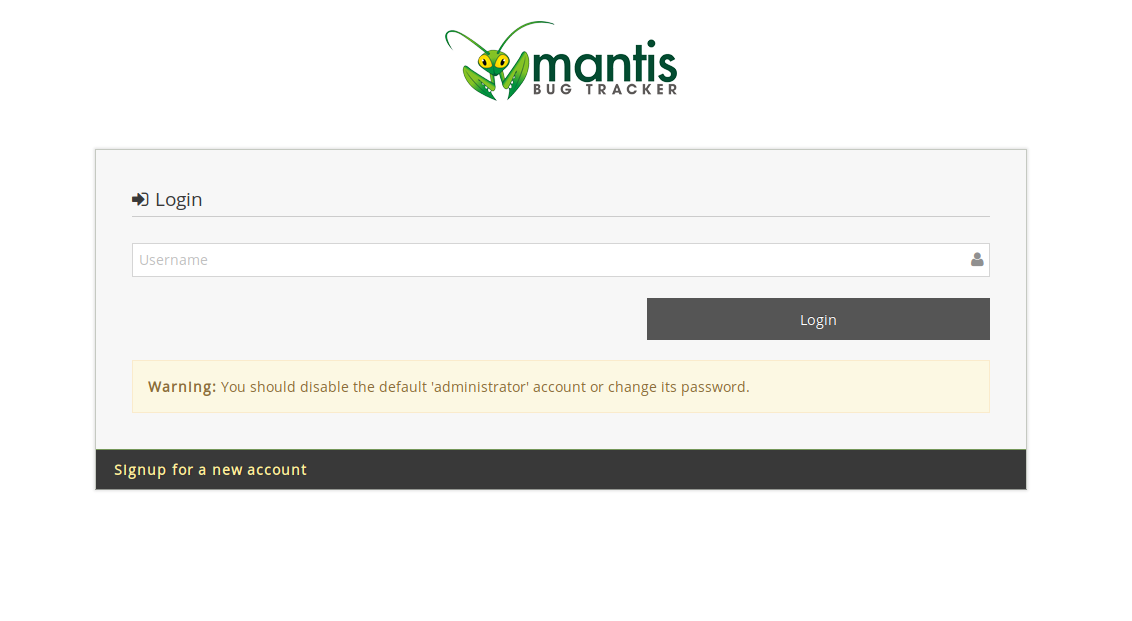 mantis
BUG TRACKER
Login
Username
Login
Warning: You should disable the default 'administrator' account or change its password.
Signup for a new account